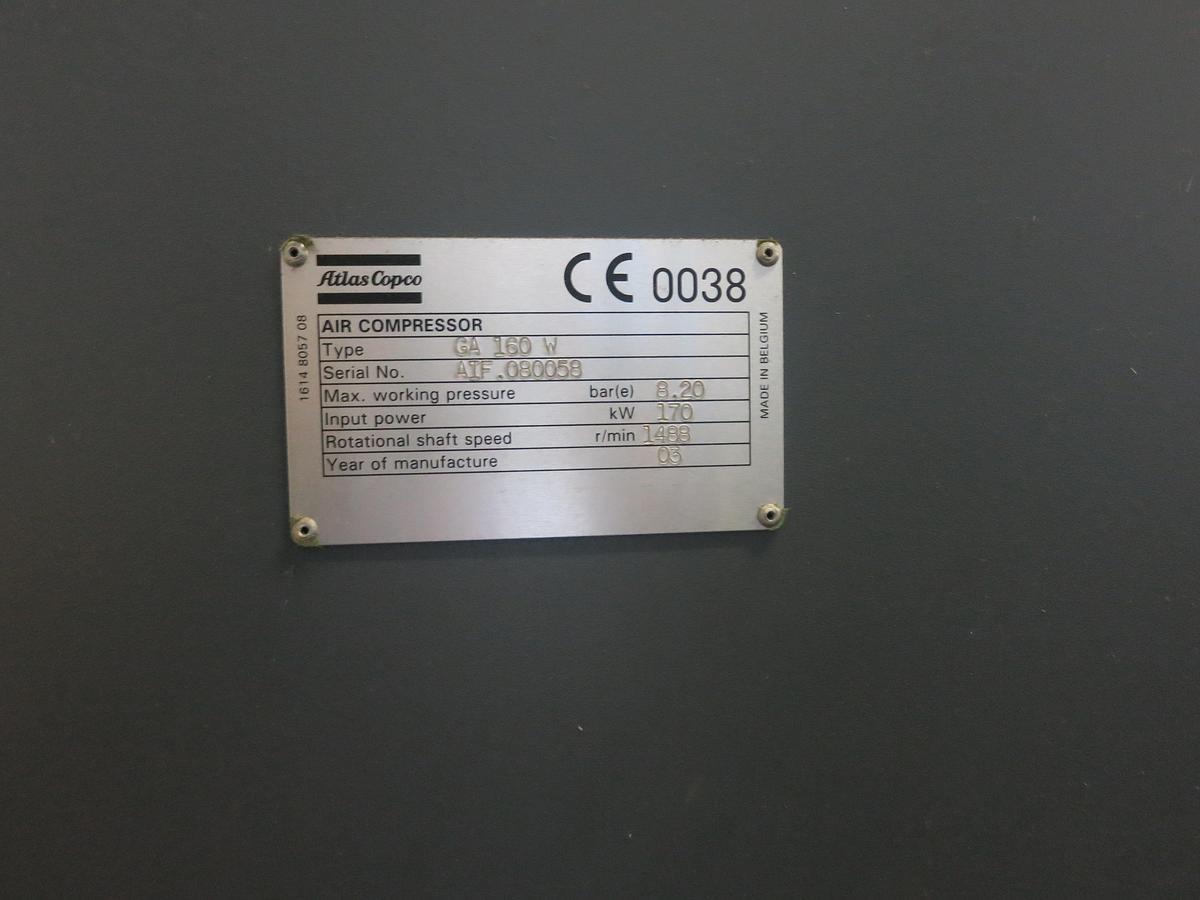 Atlas Copco
CE 0038
AIR COMPRESSOR
Type GA 160 W
Serial No. AIF.080058
Max. working pressure bar(e) 8.20
Input power kW 170
Rotational shaft speed r/min 1488
Year of manufacture 03
1614 8057 08
MADE IN BELGIUM